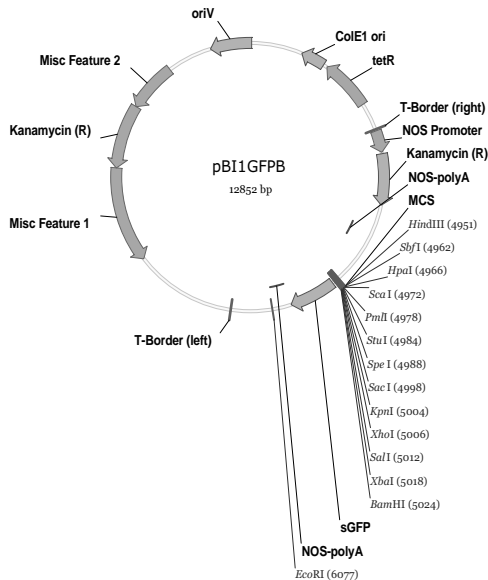 oriV
ColE1 ori
tetR
Misc Feature 2
T-Border (right)
NOS Promoter
Kanamycin (R)
Kanamycin (R)
pBI1GFPB
12852 bp
NOS-polyA
MCS
HindIII (4951)
SbfI (4962)
HpaI (4966)
ScaI (4972)
PmlI (4978)
StuI (4984)
SpeI (4988)
SacI (4998)
KpnI (5004)
XhoI (5006)
SalI (5012)
XbaI (5018)
BamHI (5024)
Misc Feature 1
T-Border (left)
sGFP
NOS-polyA
EcoRI (6077)